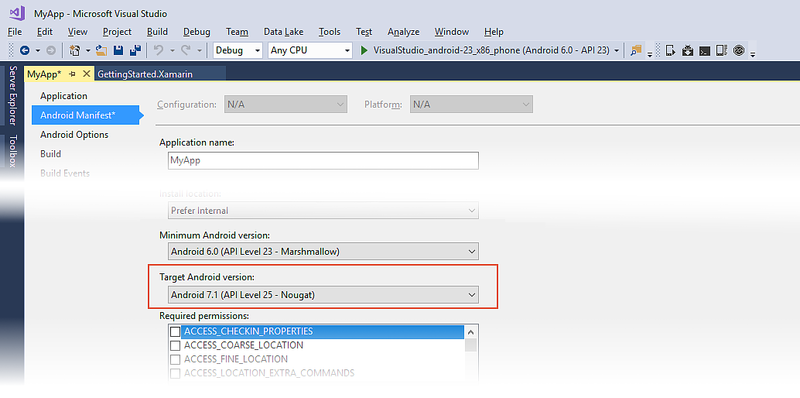 MyApp - Microsoft Visual Studio
File Edit View Project Build Debug Team Data Lake Tools Test Analyze Window Help
Debug Any CPU VisualStudio_android-23_x86_phone (Android 6.0 - API 23)
Server Explorer
Toolbox
MyApp* GettingStarted.Xamarin
Application
Android Manifest*
Android Options
Build
Build Events
Configuration: N/A Platform: N/A
Application name:
MyApp
Install location:
Prefer Internal
Minimum Android version:
Android 6.0 (API Level 23 - Marshmallow)
Target Android version:
Android 7.1 (API Level 25 - Nougat)
Required permissions:
ACCESS_CHECKIN_PROPERTIES
ACCESS_COARSE_LOCATION
ACCESS_FINE_LOCATION
ACCESS_LOCATION_EXTRA_COMMANDS